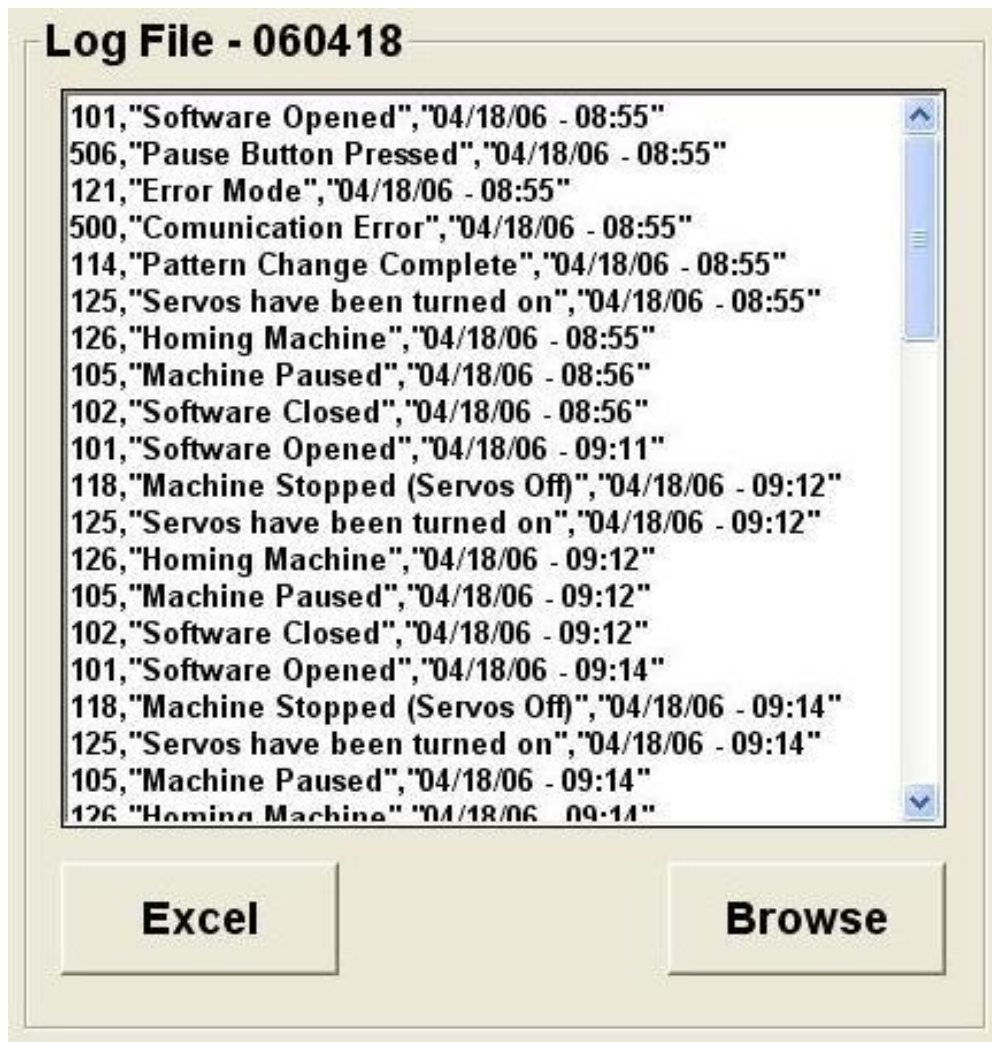 Log File - 060418
101,"Software Opened","04/18/06 - 08:55"
506,"Pause Button Pressed","04/18/06 - 08:55"
121,"Error Mode","04/18/06 - 08:55"
500,"Comunication Error","04/18/06 - 08:55"
114,"Pattern Change Complete","04/18/06 - 08:55"
125,"Servos have been turned on","04/18/06 - 08:55"
126,"Homing Machine","04/18/06 - 08:55"
105,"Machine Paused","04/18/06 - 08:56"
102,"Software Closed","04/18/06 - 08:56"
101,"Software Opened","04/18/06 - 09:11"
118,"Machine Stopped (Servos Off)","04/18/06 - 09:12"
125,"Servos have been turned on","04/18/06 - 09:12"
126,"Homing Machine","04/18/06 - 09:12"
105,"Machine Paused","04/18/06 - 09:12"
102,"Software Closed","04/18/06 - 09:12"
101,"Software Opened","04/18/06 - 09:14"
118,"Machine Stopped (Servos Off)","04/18/06 - 09:14"
125,"Servos have been turned on","04/18/06 - 09:14"
105,"Machine Paused","04/18/06 - 09:14"
126,"Homing Machine","04/18/06 - 09:14"
Excel
Browse